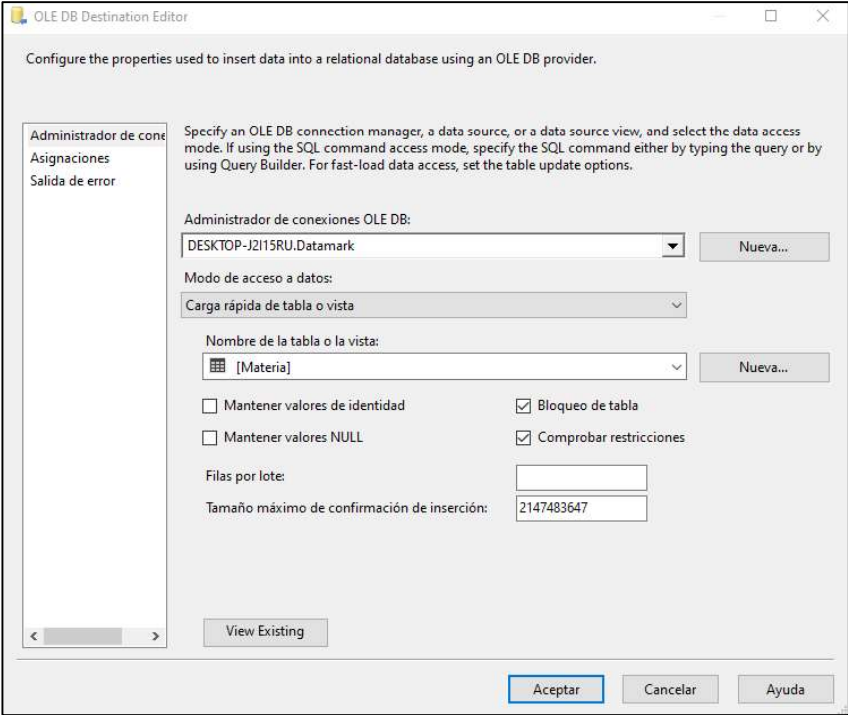 OLE DB Destination Editor
Configure the properties used to insert data into a relational database using an OLE DB provider.
Administrador de cone
Asignaciones
Salida de error
Specify an OLE DB connection manager, a data source, or a data source view, and select the data access
mode. If using the SQL command access mode, specify the SQL command either by typing the query or by
using Query Builder. For fast-load data access, set the table update options.
Administrador de conexiones OLE DB:
DESKTOP-J2I15RU.Datamark
Nueva...
Modo de acceso a datos:
Carga rápida de tabla o vista
Nombre de la tabla o la vista:
[Materia]
Nueva...
Mantener valores de identidad
Bloqueo de tabla
Mantener valores NULL
Comprobar restricciones
Filas por lote:
Tamaño máximo de confirmación de inserción:
2147483647
View Existing
Aceptar
Cancelar
Ayuda